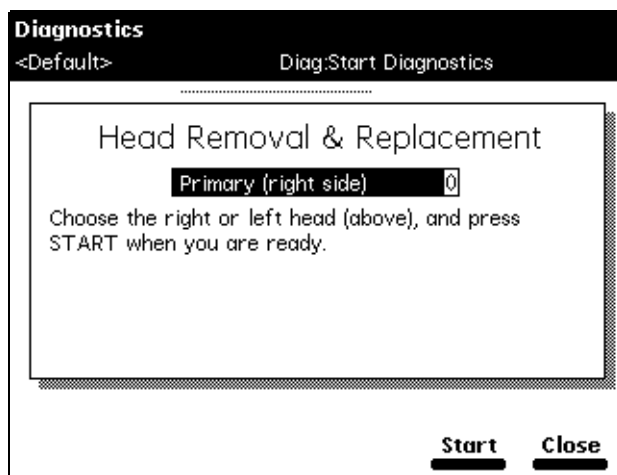 Diagnostics
<Default> Diag:Start Diagnostics
Head Removal & Replacement
Primary (right side) 0
Choose the right or left head (above), and press
START when you are ready.
Start Close